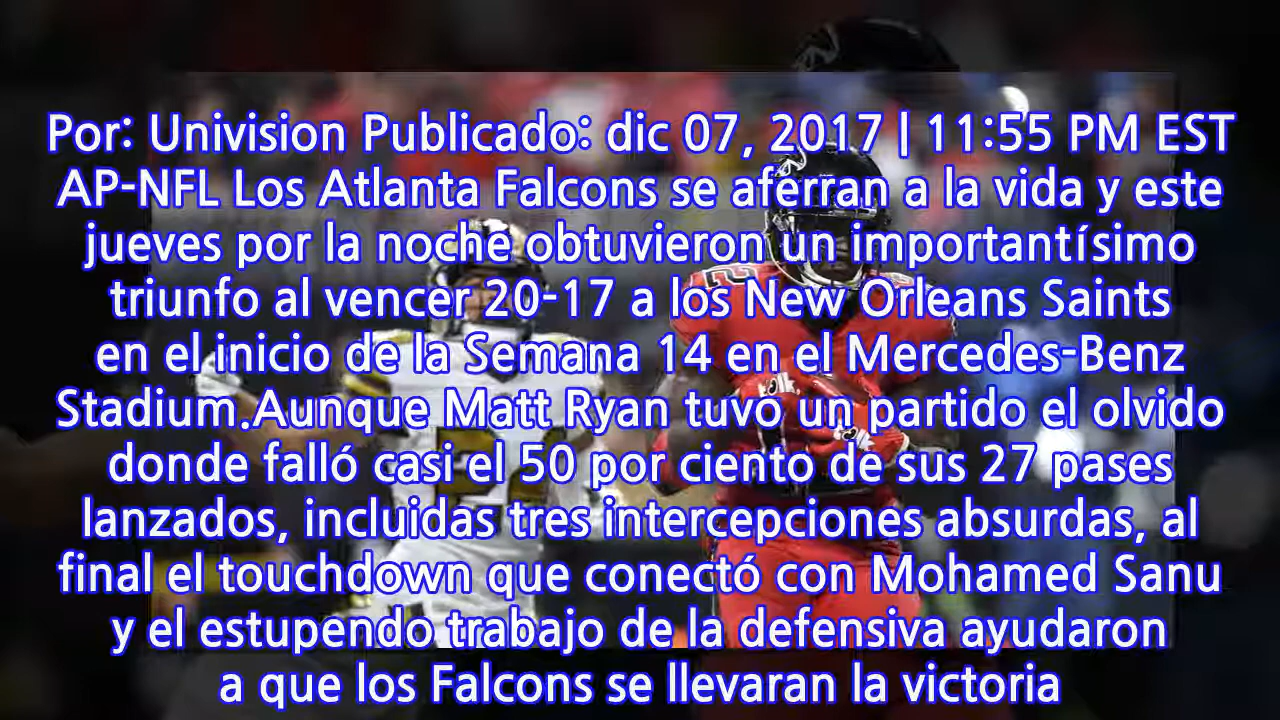 Por: Univision Publicado: dic 07, 2017 | 11:55 PM EST
AP-NFL Los Atlanta Falcons se aferran a la vida y este
jueves por la noche obtuvieron un importantísimo
triunfo al vencer 20-17 a los New Orleans Saints
en el inicio de la Semana 14 en el Mercedes-Benz
Stadium.Aunque Matt Ryan tuvo un partido el olvido
donde falló casi el 50 por ciento de sus 27 pases
lanzados, incluidas tres intercepciones absurdas, al
final el touchdown que conectó con Mohamed Sanu
y el estupendo trabajo de la defensiva ayudaron
a que los Falcons se llevaran la victoria